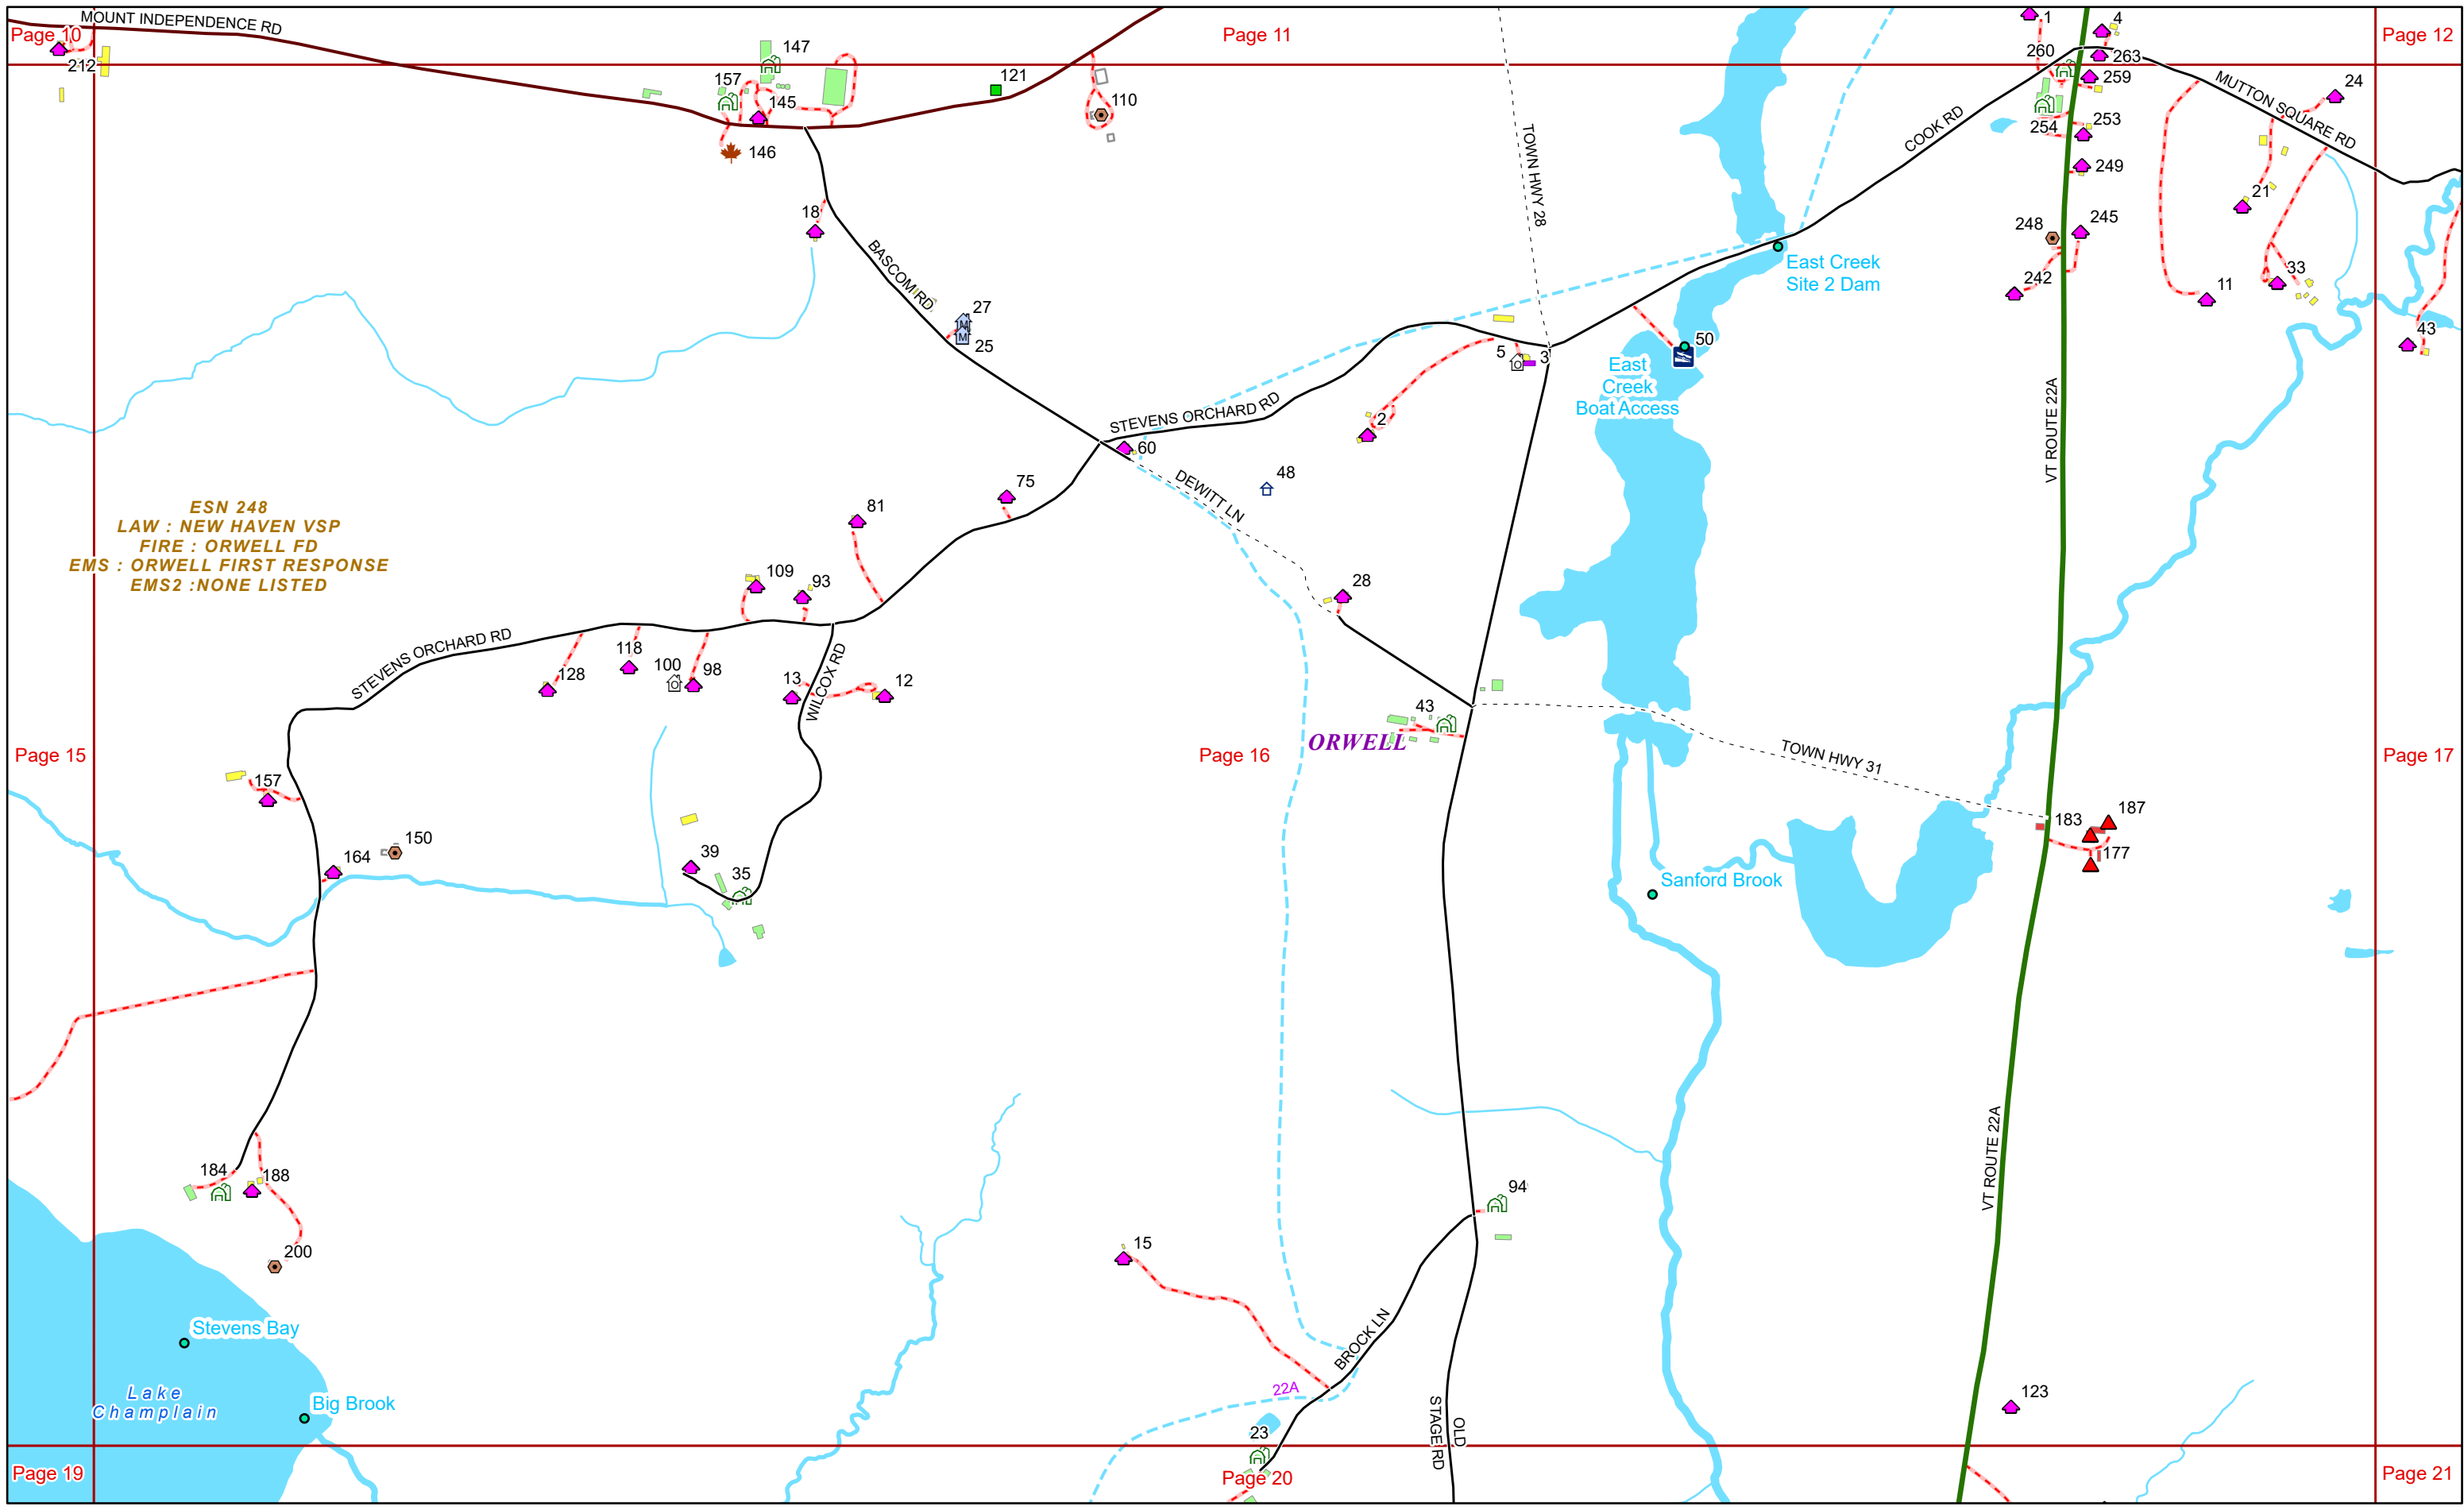 MOUNT INDEPENDENCE RD
Page 10
212
147
157
145
146
121
110
Page 11
TOWN HWY 28
1
4
260
263
259
254
253
249
248
245
242
Page 12
MUTTON SQUARE RD
24
21
11
33
43
COOK RD
18
BASCOM RD
27
25
East Creek
Site 2 Dam
50
East
Creek
Boat Access
5
3
2
STEVENS ORCHARD RD
60
48
DEWITT LN
VT ROUTE 22A
75
81
ESN 248
LAW : NEW HAVEN VSP
FIRE : ORWELL FD
EMS : ORWELL FIRST RESPONSE
EMS2 :NONE LISTED
109
93
28
STEVENS ORCHARD RD
128
118
100
98
13
12
WILCOX RD
43
ORWELL
Page 15
Page 16
Page 17
TOWN HWY 31
157
150
164
39
35
183
187
177
Sanford Brook
184
188
200
94
VT ROUTE 22A
15
Stevens Bay
BROCK LN
Lake
Champlain
Big Brook
22A
OLD
STAGE RD
123
23
Page 19
Page 20
Page 21